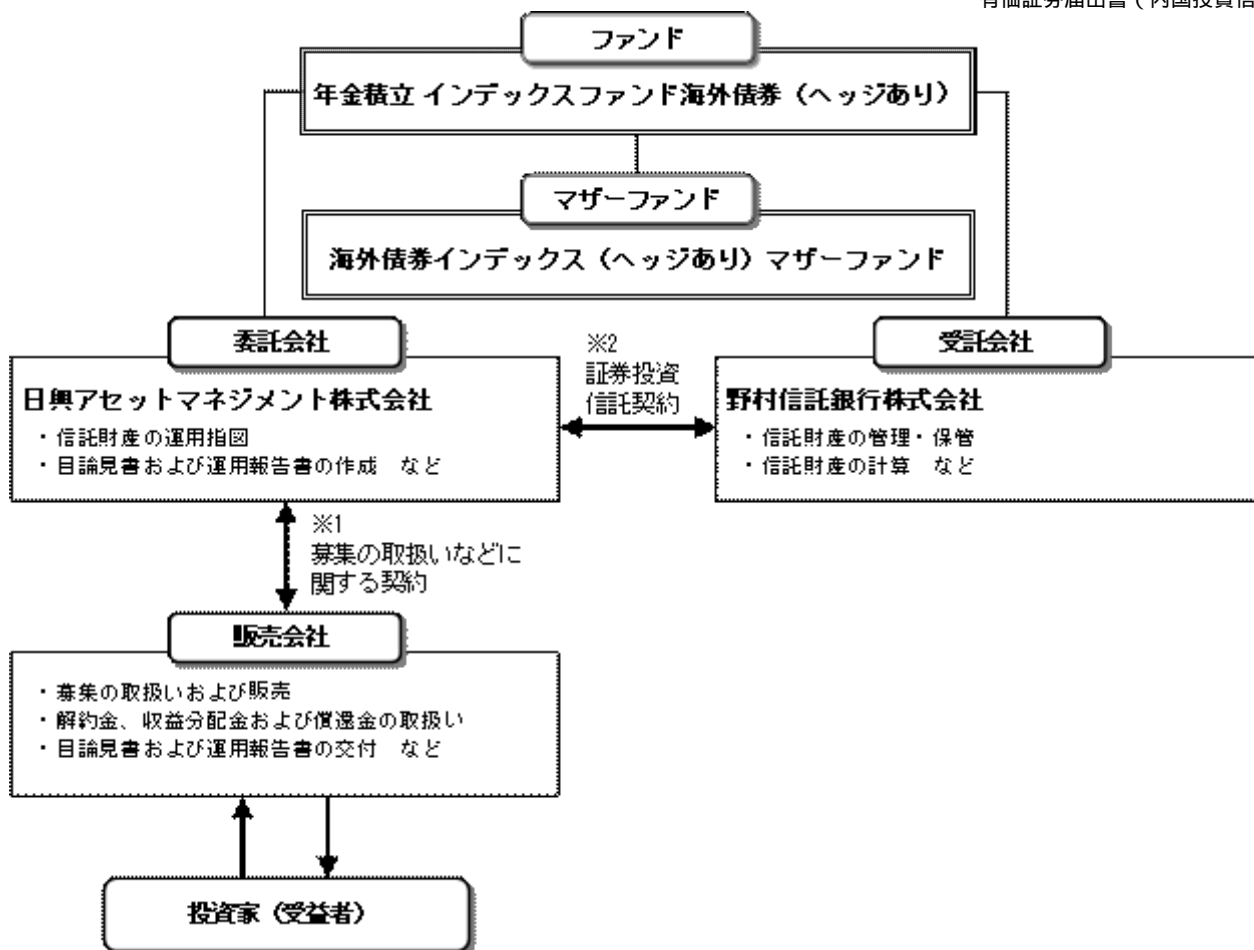 有価証券届出書（内国投資信
ファンド
年金積立 インデックスファンド海外債券（ヘッジあり）
マザーファンド
海外債券インデックス（ヘッジあり）マザーファンド
委託会社
日興アセットマネジメント株式会社
・信託財産の運用指図
・目論見書および運用報告書の作成　など
※2
証券投資
信託契約
受託会社
野村信託銀行株式会社
・信託財産の管理・保管
・信託財産の計算　など
※1
募集の取扱いなどに
関する契約
販売会社
・募集の取扱いおよび販売
・解約金、収益分配金および償還金の取扱い
・目論見書および運用報告書の交付　など
投資家（受益者）